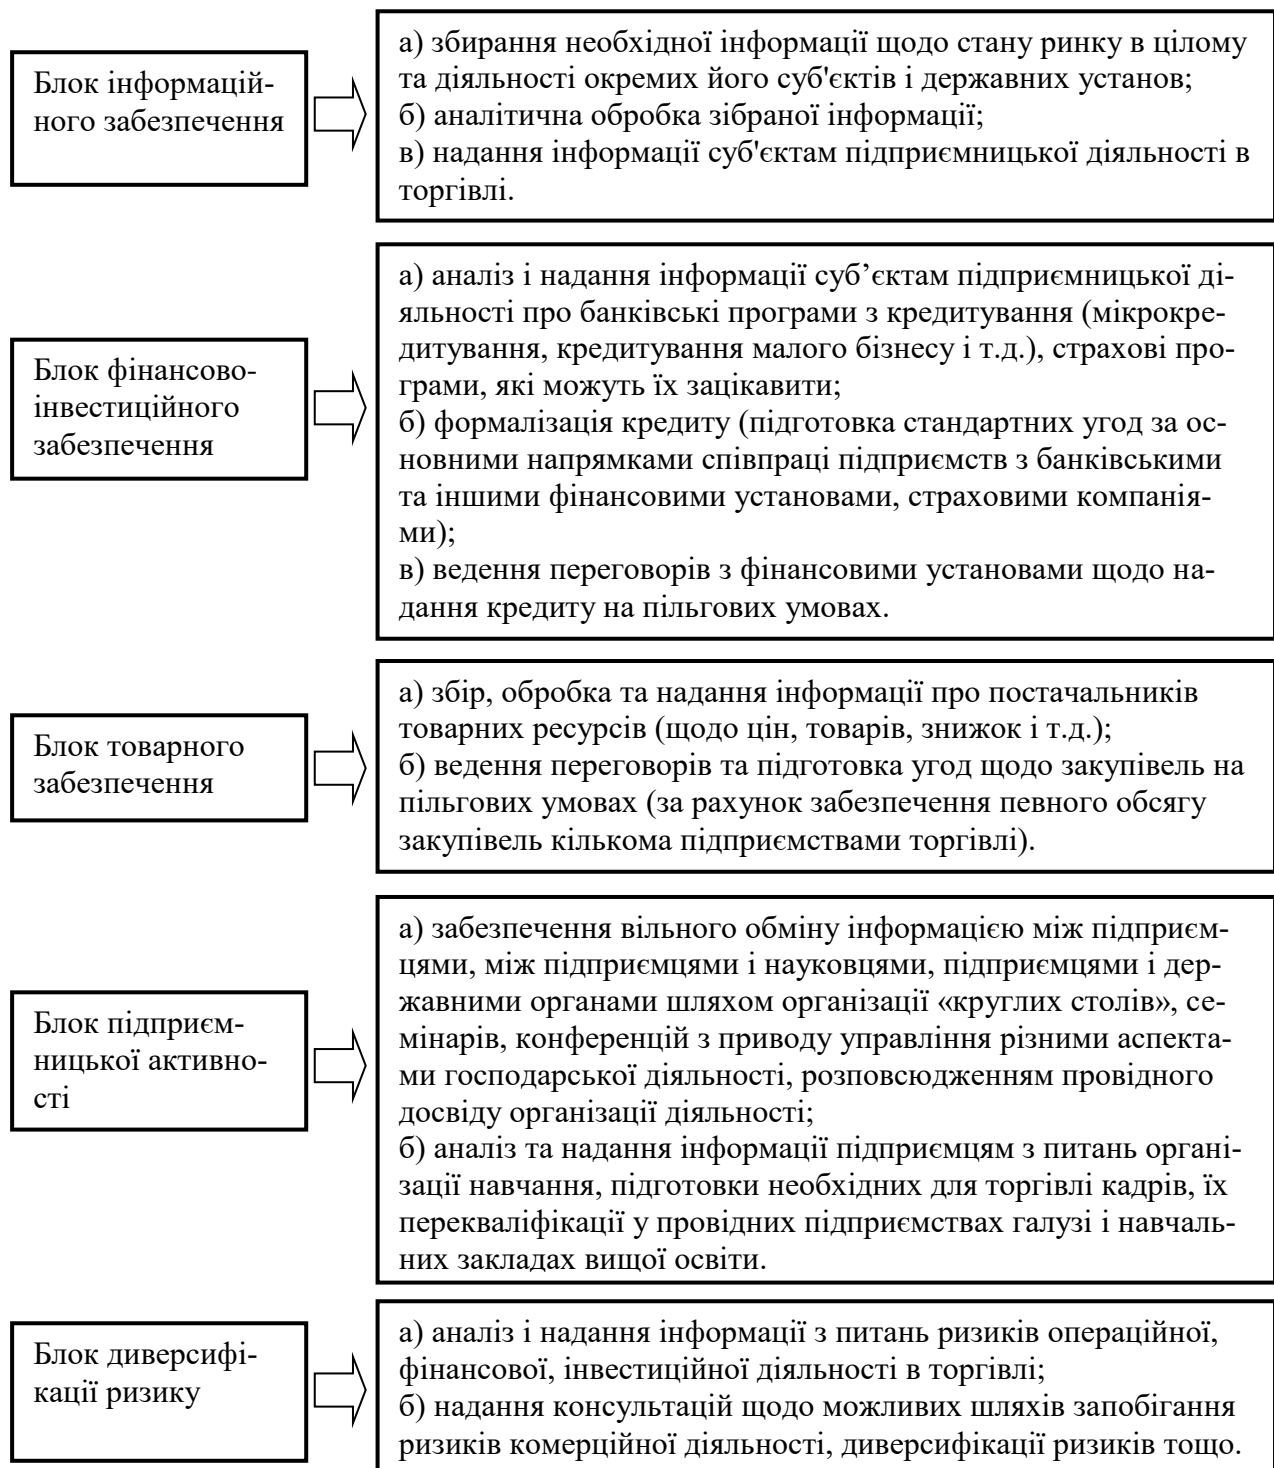 Блок інформацій-
ного забезпечення
а) збирання необхідної інформації щодо стану ринку в цілому
та діяльності окремих його суб'єктів і державних установ;
б) аналітична обробка зібраної інформації;
в) надання інформації суб'єктам підприємницької діяльності в
торгівлі.
Блок фінансово-
інвестиційного
забезпечення
а) аналіз і надання інформації суб’єктам підприємницької ді-
яльності про банківські програми з кредитування (мікрокре-
дитування, кредитування малого бізнесу і т.д.), страхові про-
грами, які можуть їх зацікавити;
б) формалізація кредиту (підготовка стандартних угод за ос-
новними напрямками співпраці підприємств з банківськими
та іншими фінансовими установами, страховими компанія-
ми);
в) ведення переговорів з фінансовими установами щодо на-
дання кредиту на пільгових умовах.
Блок товарного
забезпечення
а) збір, обробка та надання інформації про постачальників
товарних ресурсів (щодо цін, товарів, знижок і т.д.);
б) ведення переговорів та підготовка угод щодо закупівель на
пільгових умовах (за рахунок забезпечення певного обсягу
закупівель кількома підприємствами торгівлі).
Блок підприєм-
ницької активно-
сті
а) забезпечення вільного обміну інформацією між підприєм-
цями, між підприємцями і науковцями, підприємцями і дер-
жавними органами шляхом організації «круглих столів», се-
мінарів, конференцій з приводу управління різними аспекта-
ми господарської діяльності, розповсюдженням провідного
досвіду організації діяльності;
б) аналіз та надання інформації підприємцям з питань органі-
зації навчання, підготовки необхідних для торгівлі кадрів, їх
перекваліфікації у провідних підприємствах галузі і навчаль-
них закладах вищої освіти.
Блок диверсифі-
кації ризику
а) аналіз і надання інформації з питань ризиків операційної,
фінансової, інвестиційної діяльності в торгівлі;
б) надання консультацій щодо можливих шляхів запобігання
ризиків комерційної діяльності, диверсифікації ризиків тощо.